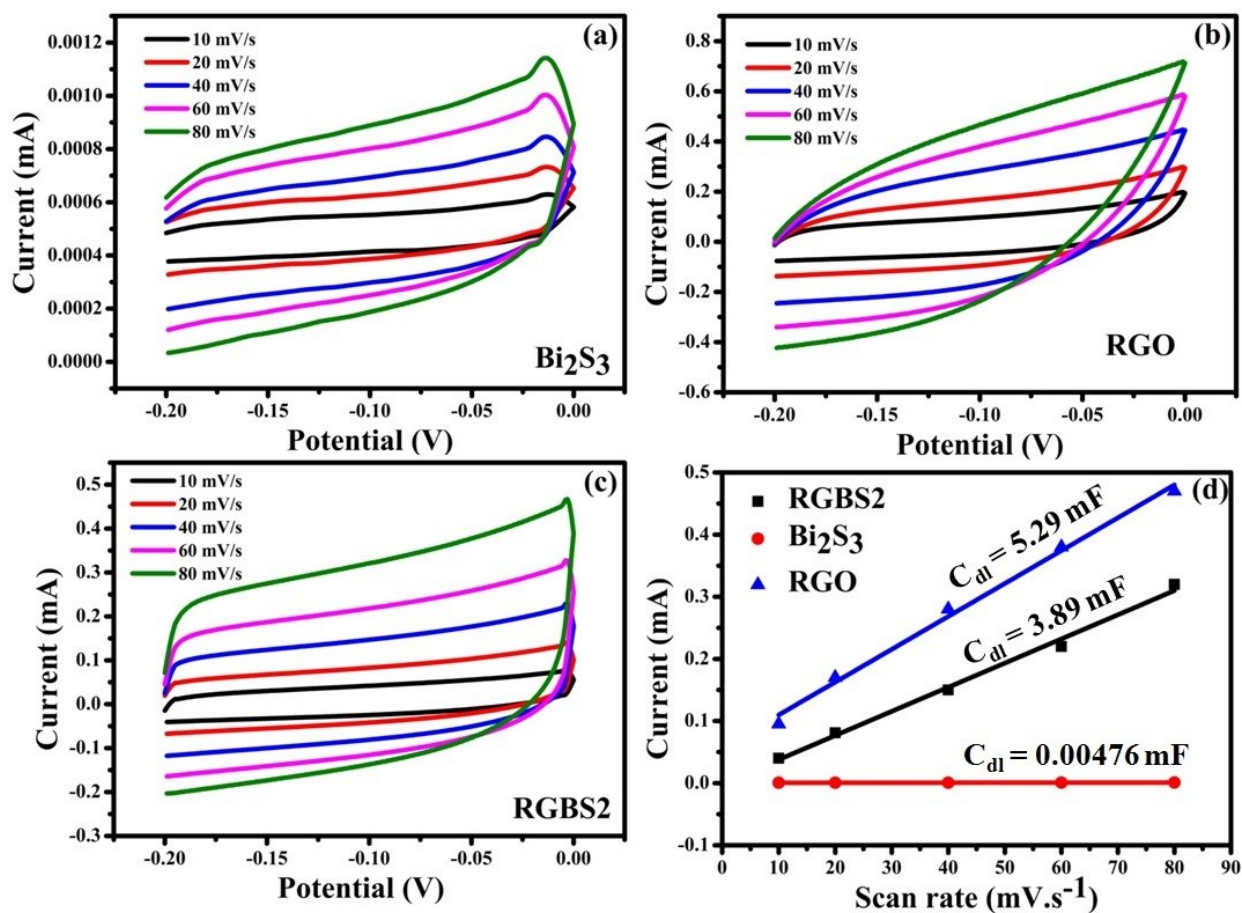 (a)
10 mV/s
20 mV/s
40 mV/s
60 mV/s
80 mV/s
0.0012
0.0010
0.0008
0.0006
0.0004
0.0002
0.0000
Current (mA)
Bi2S3
-0.20 -0.15 -0.10 -0.05 0.00
Potential (V)
(b)
10 mV/s
20 mV/s
40 mV/s
60 mV/s
80 mV/s
0.8
0.6
0.4
0.2
0.0
-0.2
-0.4
-0.6
Current (mA)
RGO
-0.20 -0.15 -0.10 -0.05 0.00
Potential (V)
(c)
10 mV/s
20 mV/s
40 mV/s
60 mV/s
80 mV/s
0.5
0.4
0.3
0.2
0.1
0.0
-0.1
-0.2
-0.3
Current (mA)
RGBS2
-0.20 -0.15 -0.10 -0.05 0.00
Potential (V)
(d)
RGBS2
Bi2S3
RGO
Cdl = 5.29 mF
Cdl = 3.89 mF
Cdl = 0.00476 mF
0.5
0.4
0.3
0.2
0.1
0.0
-0.1
Current (mA)
0 10 20 30 40 50 60 70 80 90
Scan rate (mV.s-1)